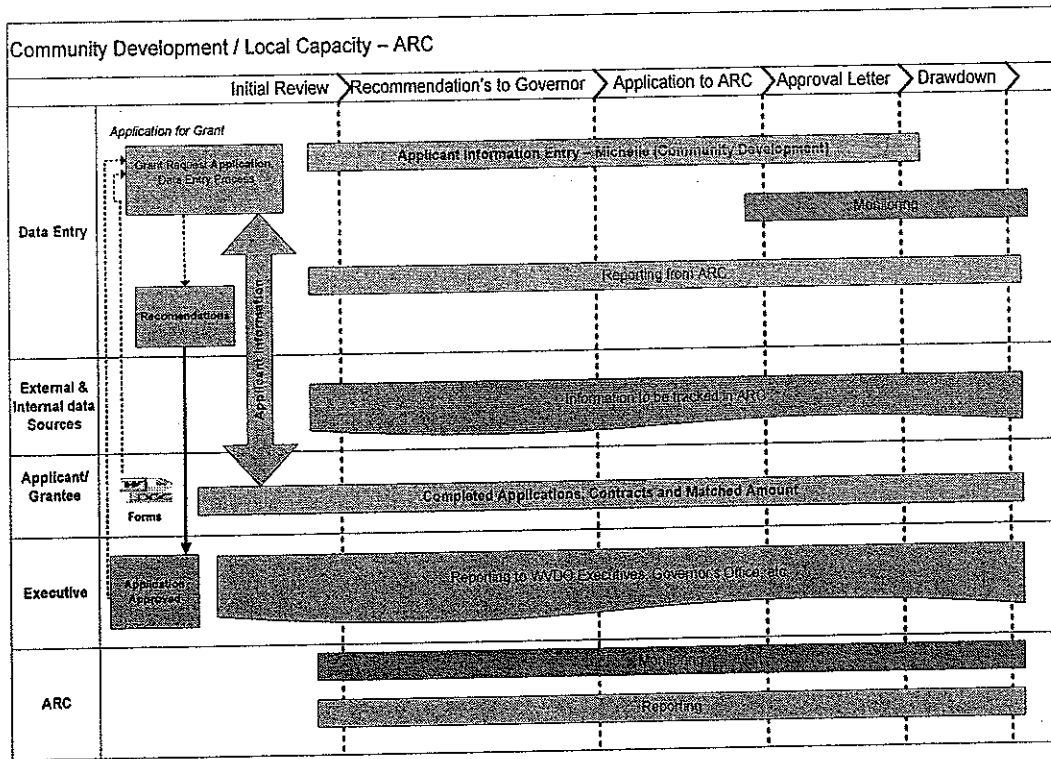 Community Development / Local Capacity – ARC
Initial Review
Recommendation's to Governor
Application to ARC
Approval Letter
Drawdown
Application for Grant
Grant Request Application
Data Entry Process
Applicant Information Entry – Michelle (Community Development)
Monitoring
Data Entry
Reporting from ARC
Recomendations
Applicant Information
External &
Internal data
Sources
Information to be tracked in ARC
Applicant/
Grantee
Forms
Completed Applications, Contracts and Matched Amount
Executive
Application
Approved
Reporting to WVDO Executives, Governor's Office, etc
Monitoring
ARC
Reporting